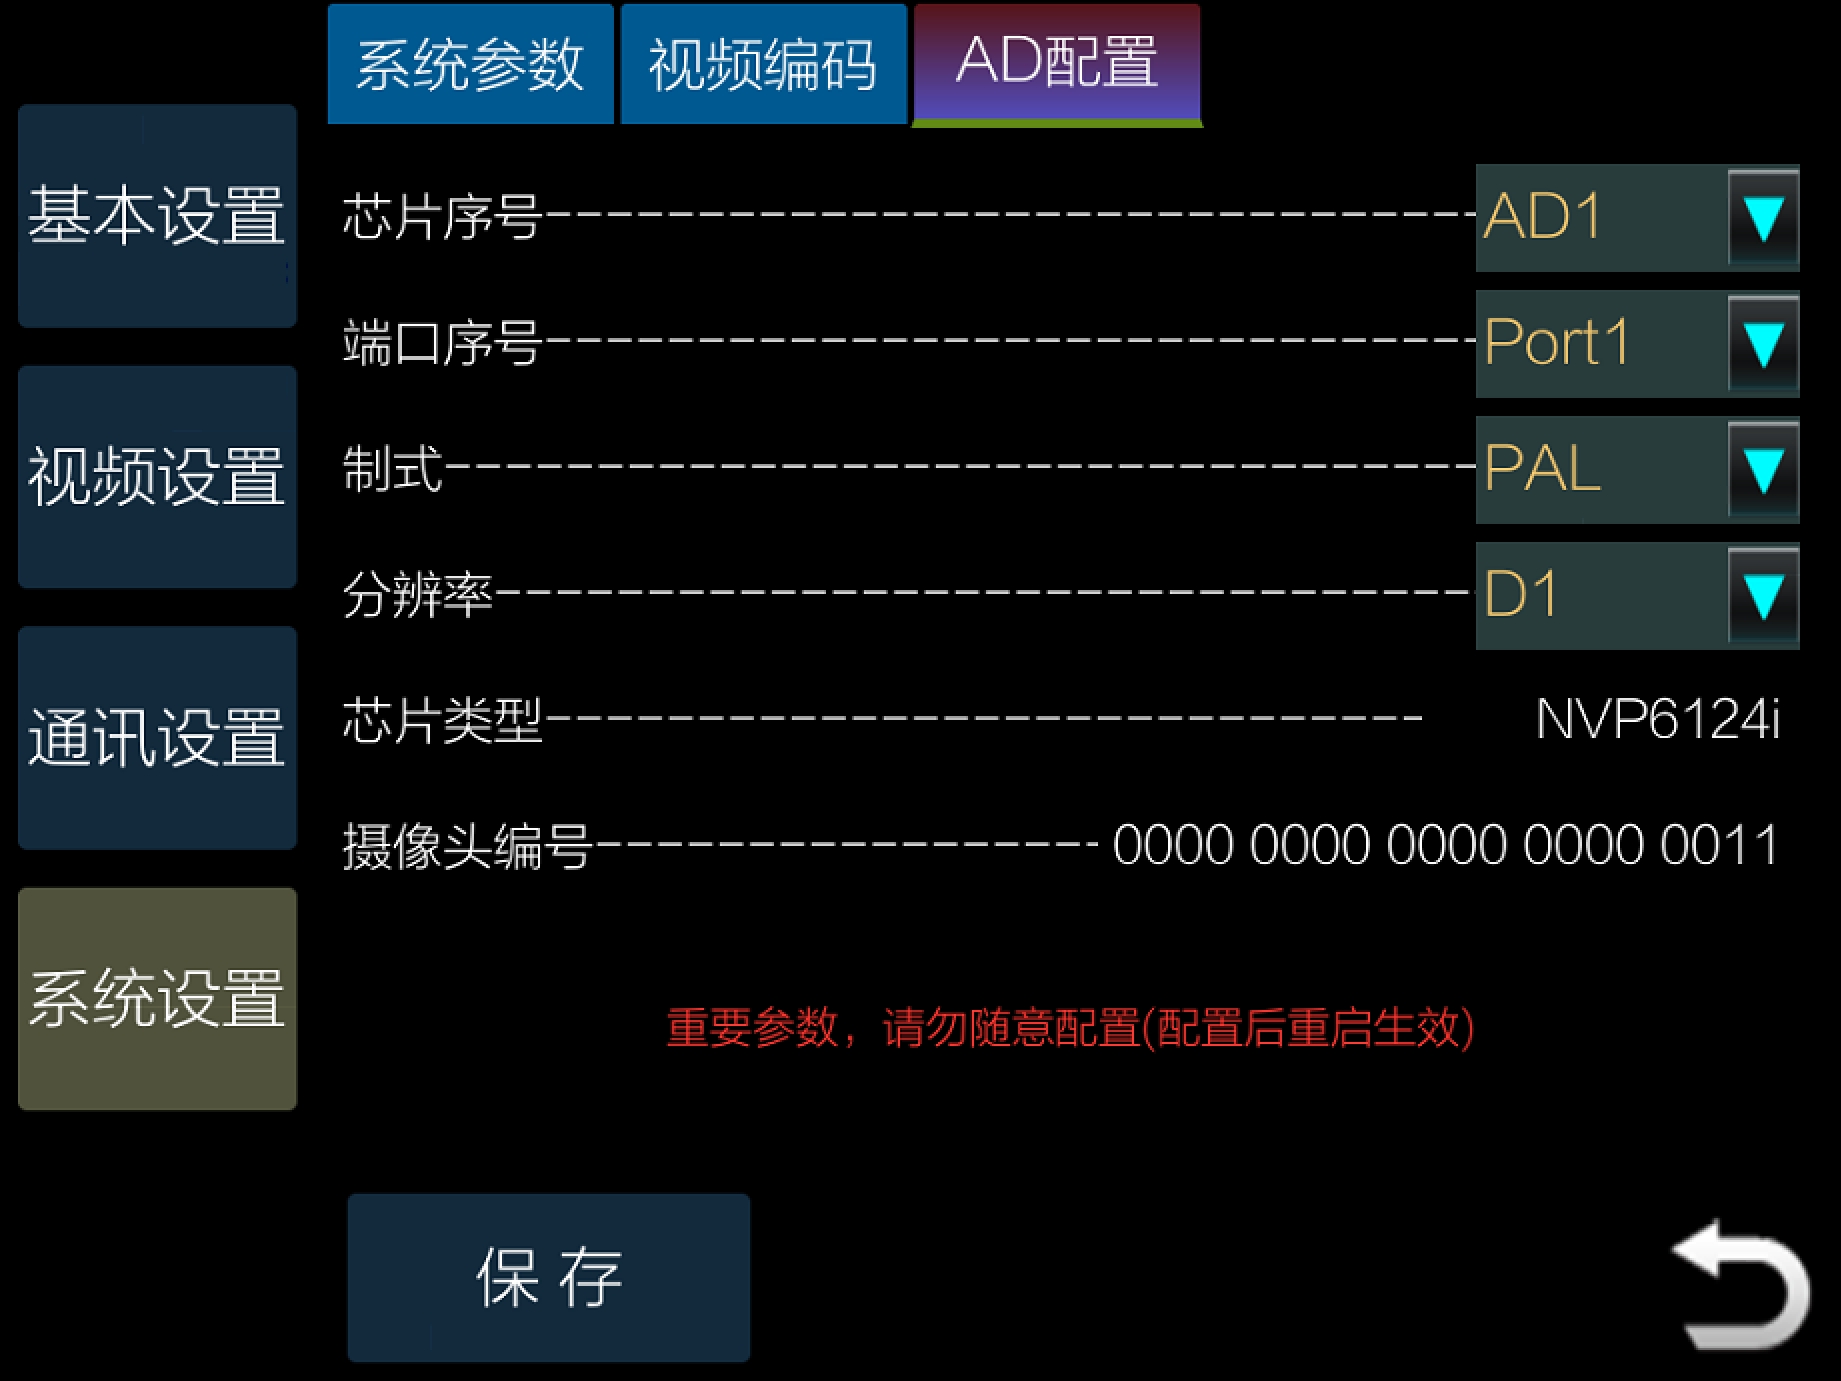 系统参数 视频编码 AD配置
基本设置
视频设置
通讯设置
系统设置
芯片序号 AD1
端口序号 Port1
制式 PAL
分辨率 D1
芯片类型 NVP6124i
摄像头编号 0000 0000 0000 0000 0011
重要参数，请勿随意配置(配置后重启生效)
保 存